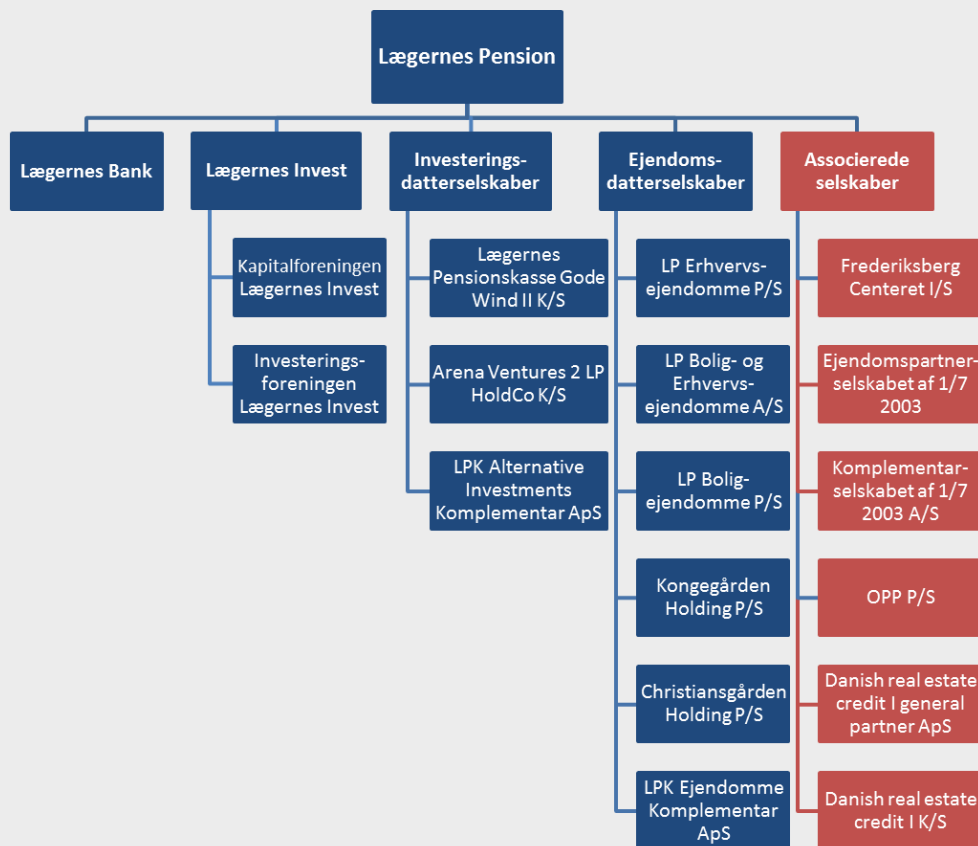 Lægernes Pension
Lægernes Bank
Lægernes Invest
Kapitalforeningen
Lægernes Invest
Investerings-
foreningen
Lægernes Invest
Investerings-
datterselskaber
Lægernes
Pensionskasse Gode
Wind II K/S
Arena Ventures 2 LP
HoldCo K/S
LPK Alternative
Investments
Komplementar ApS
Ejendoms-
datterselskaber
LP Erhvervs-
ejendomme P/S
LP Bolig- og
Erhvervs-
ejendomme A/S
LP Bolig-
ejendomme P/S
Kongegården
Holding P/S
Christiansgården
Holding P/S
LPK Ejendomme
Komplementar
ApS
Associerede
selskaber
Frederiksberg
Centeret I/S
Ejendomspartner-
selskabet af 1/7
2003
Komplementar-
selskabet af 1/7
2003 A/S
OPP P/S
Danish real estate
credit I general
partner ApS
Danish real estate
credit I K/S